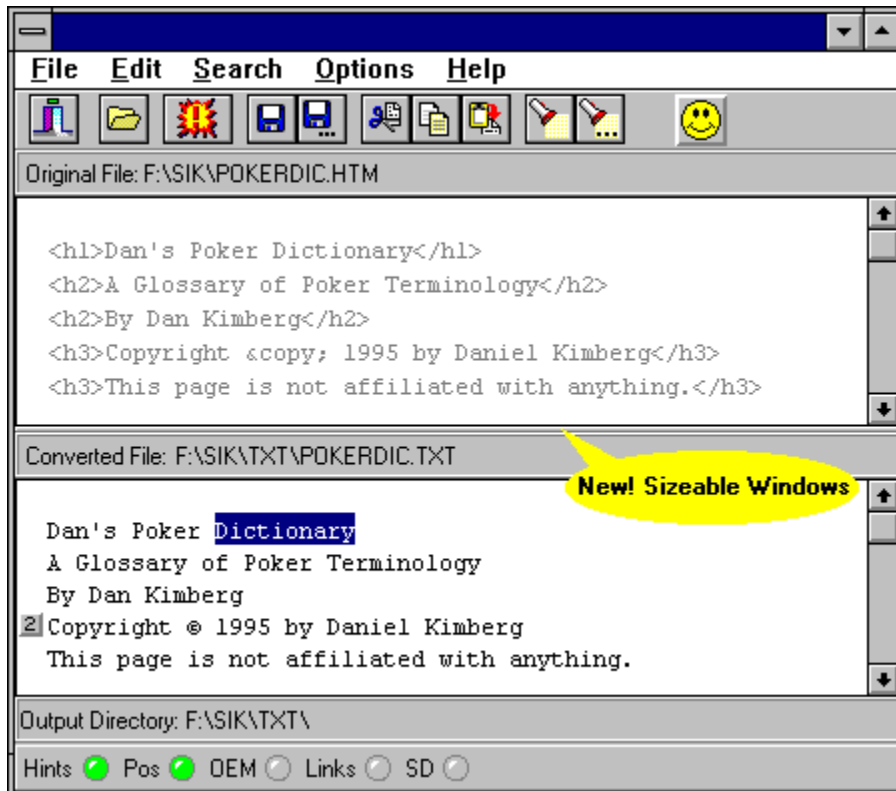 File Edit Search Options Help
Original File: F:\SIK\POKERDIC.HTM
<h1>Dan's Poker Dictionary</h1>
<h2>A Glossary of Poker Terminology</h2>
<h2>By Dan Kimberg</h2>
<h3>Copyright &copy; 1995 by Daniel Kimberg</h3>
<h3>This page is not affiliated with anything.</h3>
Converted File: F:\SIK\TXT\POKERDIC.TXT
New! Sizeable Windows
Dan's Poker Dictionary
A Glossary of Poker Terminology
By Dan Kimberg
2 Copyright © 1995 by Daniel Kimberg
This page is not affiliated with anything.
Output Directory: F:\SIK\TXT\
Hints Pos OEM Links SD